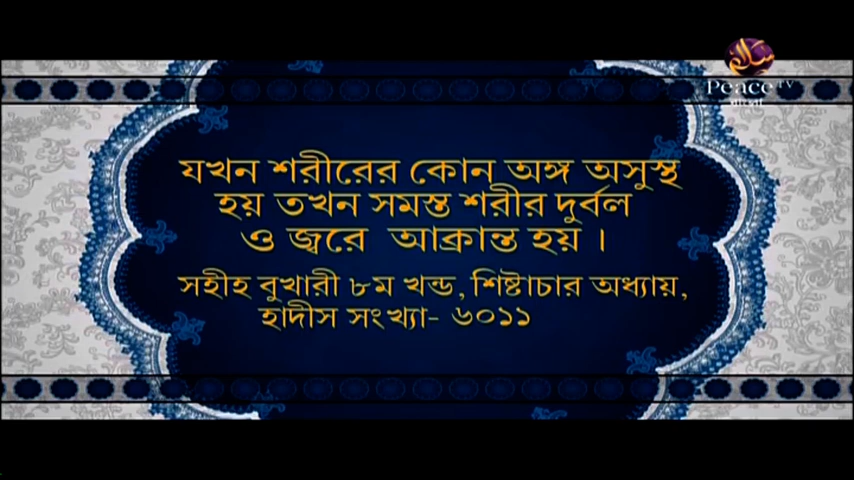 سلام
Peace TV
বাংলা
যখন শরীরের কোন অঙ্গ অসুস্থ
হয় তখন সমস্ত শরীর দুর্বল
ও জ্বরে আক্রান্ত হয় ।
সহীহ বুখারী ৮ম খন্ড, শিষ্টাচার অধ্যায়,
হাদীস সংখ্যা- ৬০১১